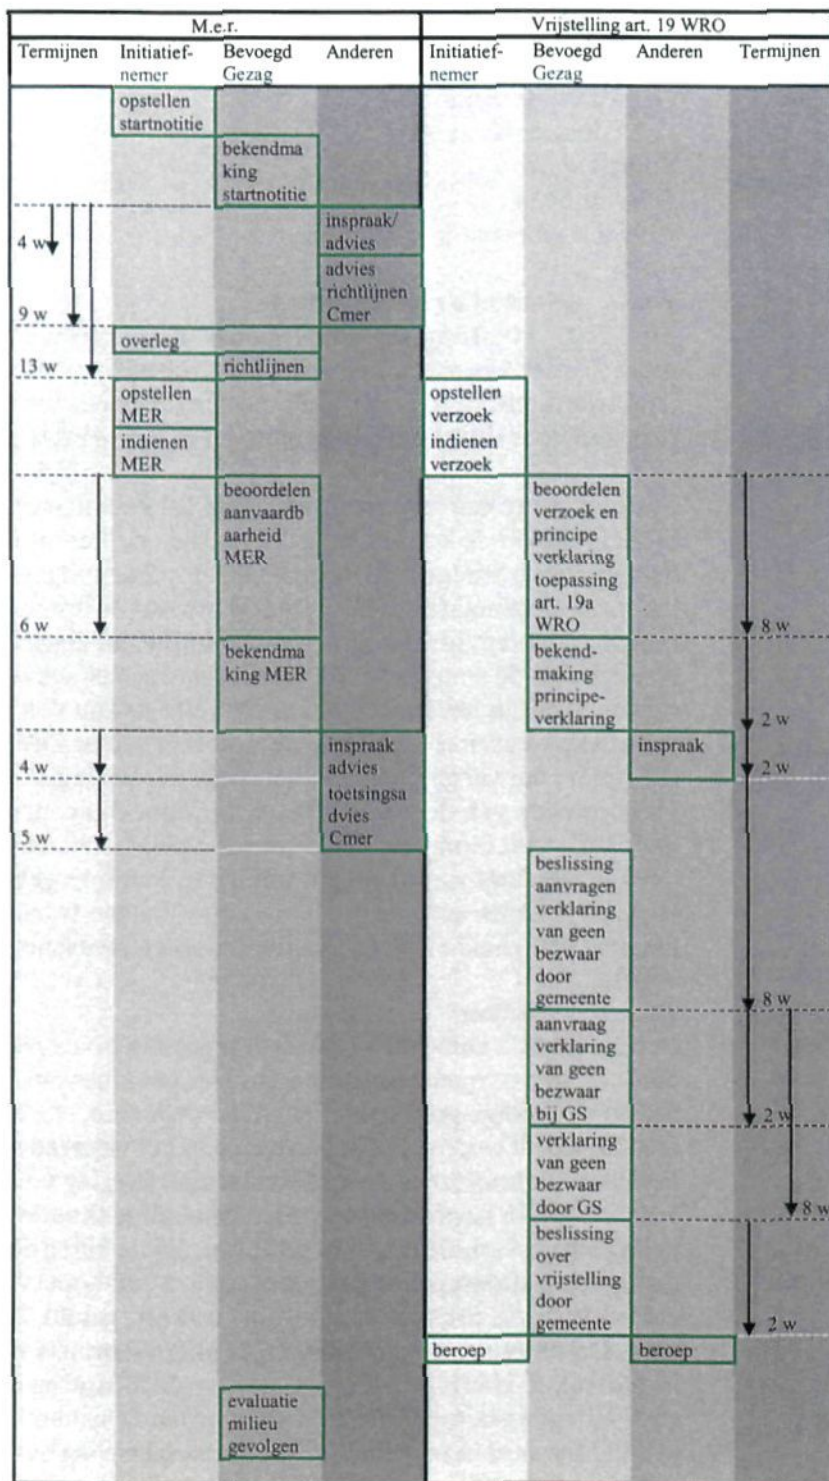 M.e.r.
Vrijstelling art. 19 WRO
Termijnen
Initiatief-
nemer
Bevoegd
Gezag
Anderen
Initiatief-
nemer
Bevoegd
Gezag
Anderen
Termijnen
opstellen
startnotitie
bekendma
king
startnotitie
inspraak/
advies
4 w
advies
richtlijnen
Cmer
9 w
overleg
richtlijnen
13 w
opstellen
MER
opstellen
verzoek
indienen
MER
indienen
verzoek
beoordelen
aanvaardb
aarheid
MER
beoordelen
verzoek en
principe
verklaring
toepassing
art. 19a
WRO
6 w
8 w
bekendma
king MER
bekend-
making
principe-
verklaring
2 w
inspraak
advies
inspraak
4 w
2 w
toetsingsa
dvies
Cmer
5 w
beslissing
aanvragen
verklaring
van geen
bezwaar
door
gemeente
8 w
aanvraag
verklaring
van geen
bezwaar
bij GS
2 w
verklaring
van geen
bezwaar
door GS
8 w
beslissing
over
vrijstelling
door
gemeente
2 w
beroep
beroep
evaluatie
milieu
gevolgen